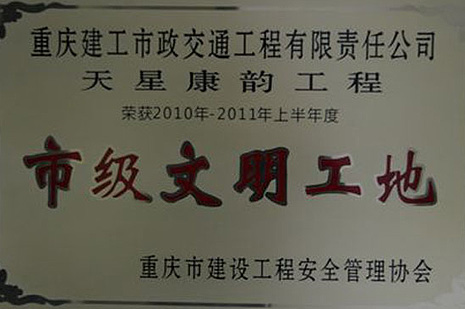 重庆建工市政交通工程有限责任公司
天星康韵工程
荣获2010年-2011年上半年度
市级文明工地
重庆市建设工程安全管理协会